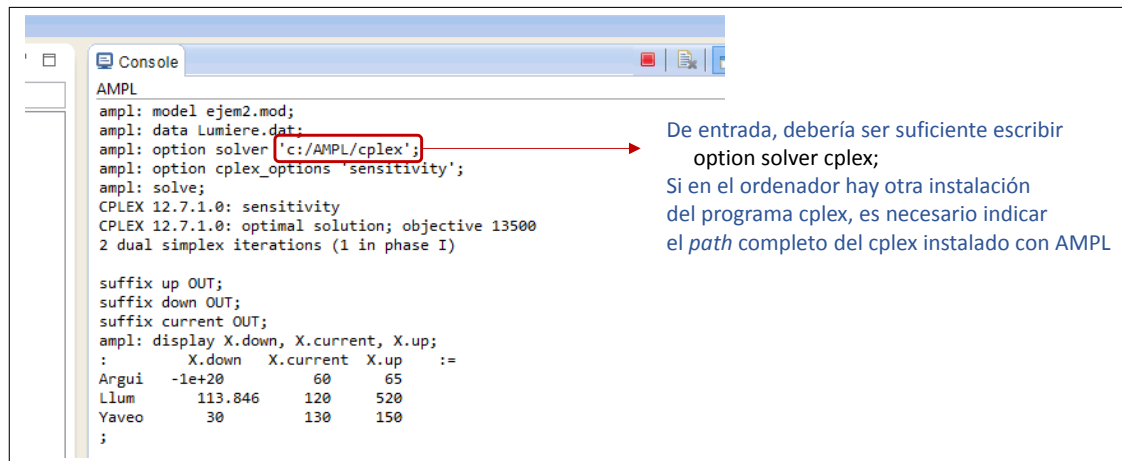 Console
AMPL
ampl: model ejem2.mod;
ampl: data Lumiere.dat;
ampl: option solver 'c:/AMPL/cplex';
ampl: option cplex_options 'sensitivity';
ampl: solve;
CPLEX 12.7.1.0: sensitivity
CPLEX 12.7.1.0: optimal solution; objective 13500
2 dual simplex iterations (1 in phase I)
suffix up OUT;
suffix down OUT;
suffix current OUT;
ampl: display X.down, X.current, X.up;
: X.down X.current X.up :=
Argui -1e+20 60 65
Llum 113.846 120 520
Yaveo 30 130 150
;
De entrada, debería ser suficiente escribir
option solver cplex;
Si en el ordenador hay otra instalación
del programa cplex, es necesario indicar
el path completo del cplex instalado con AMPL